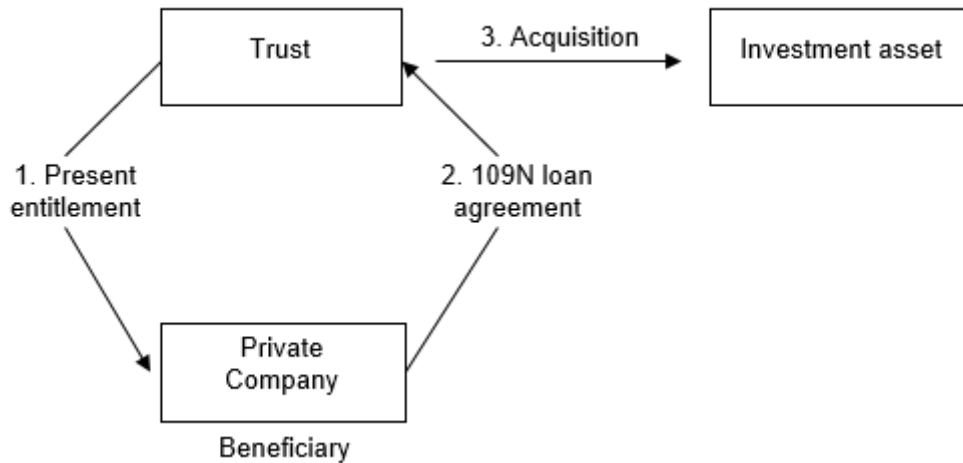 Trust
3. Acquisition
Investment asset
1. Present
entitlement
2. 109N loan
agreement
Private
Company
Beneficiary